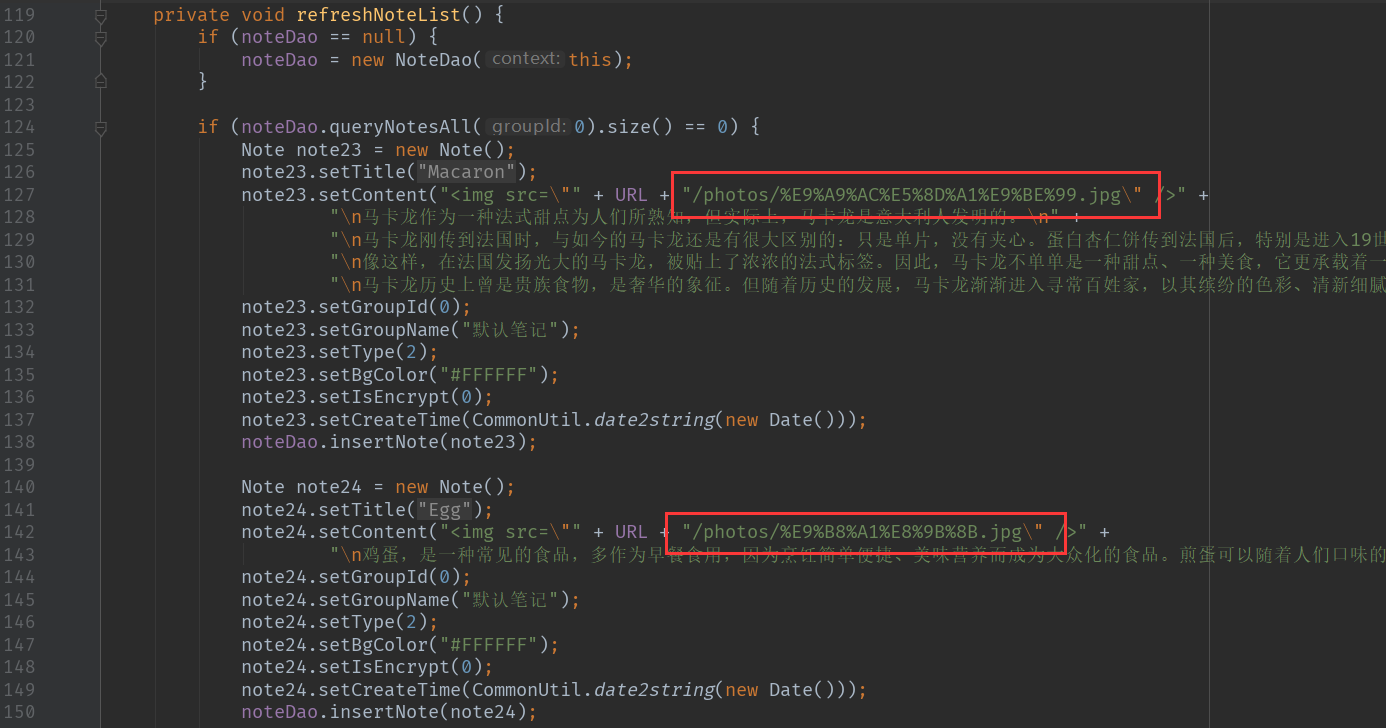 119 private void refreshNoteList() {
120 if (noteDao == null) {
121 noteDao = new NoteDao( context: this);
122 }
123
124 if (noteDao.queryNotesAll( groupId: 0).size() == 0) {
125 Note note23 = new Note();
126 note23.setTitle("Macaron");
127 note23.setContent("<img src=\"" + URL + "/photos/%E9%A9%AC%E5%8D%A1%E9%BE%99.jpg\" />" +
128 "\n马卡龙作为一种法式甜点为人们所熟知，但实际上，马卡龙是意大利人发明的。\n" +
129 "\n马卡龙刚传到法国时，与如今的马卡龙还是有很大区别的：只是单片，没有夹心。蛋白杏仁饼传到法国后，特别是进入19世
130 "\n像这样，在法国发扬光大的马卡龙，被贴上了浓浓的法式标签。因此，马卡龙不单单是一种甜点、一种美食，它更承载着一
131 "\n马卡龙历史上曾是贵族食物，是奢华的象征。但随着历史的发展，马卡龙渐渐进入寻常百姓家，以其缤纷的色彩、清新细腻
132 note23.setGroupId(0);
133 note23.setGroupName("默认笔记");
134 note23.setType(2);
135 note23.setBgColor("#FFFFFF");
136 note23.setIsEncrypt(0);
137 note23.setCreateTime(CommonUtil.date2string(new Date()));
138 noteDao.insertNote(note23);
139
140 Note note24 = new Note();
141 note24.setTitle("Egg");
142 note24.setContent("<img src=\"" + URL + "/photos/%E9%B8%A1%E8%9B%8B.jpg\" />" +
143 "\n鸡蛋，是一种常见的食品，多作为早餐食用，因为烹饪简单便捷、美味营养而成为大众化的食品。煎蛋可以随着人们口味的
144 note24.setGroupId(0);
145 note24.setGroupName("默认笔记");
146 note24.setType(2);
147 note24.setBgColor("#FFFFFF");
148 note24.setIsEncrypt(0);
149 note24.setCreateTime(CommonUtil.date2string(new Date()));
150 noteDao.insertNote(note24);